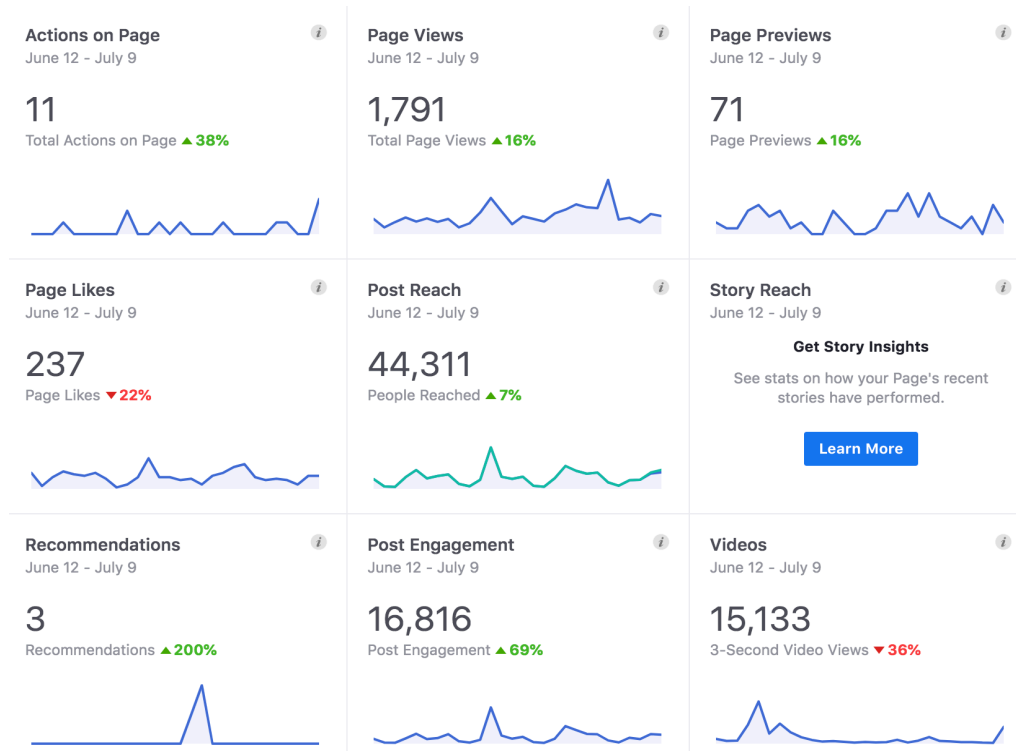 Actions on Page
June 12 - July 9
11
Total Actions on Page ▲ 38%
Page Views
June 12 - July 9
1,791
Total Page Views ▲ 16%
Page Previews
June 12 - July 9
71
Page Previews ▲ 16%
Page Likes
June 12 - July 9
237
Page Likes ▼ 22%
Post Reach
June 12 - July 9
44,311
People Reached ▲ 7%
Story Reach
June 12 - July 9
Get Story Insights
See stats on how your Page's recent
stories have performed.
Learn More
Recommendations
June 12 - July 9
3
Recommendations ▲ 200%
Post Engagement
June 12 - July 9
16,816
Post Engagement ▲ 69%
Videos
June 12 - July 9
15,133
3-Second Video Views ▼ 36%